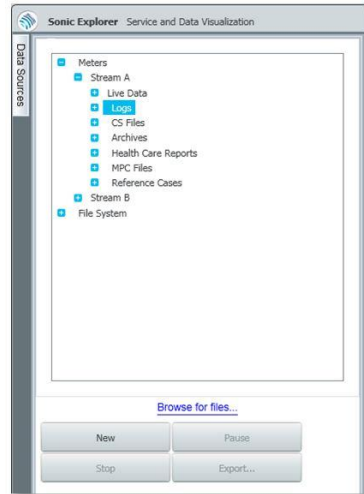 Sonic Explorer Service and Data Visualization
Data Sources
Meters
Stream A
Live Data
Logs
CS Files
Archives
Health Care Reports
MPC Files
Reference Cases
Stream B
File System
Browse for files...
New
Pause
Stop
Export...